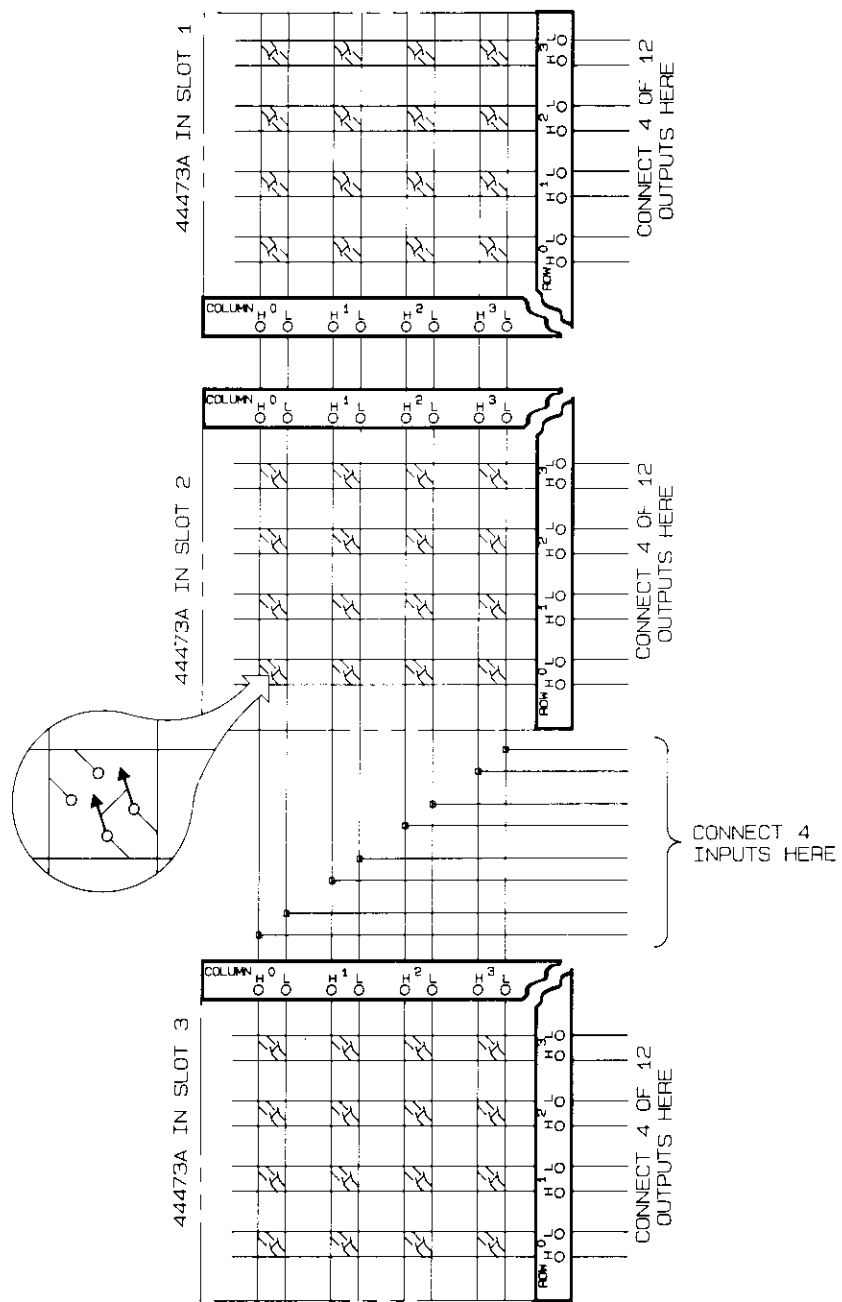 44473A IN SLOT 1
3
H L
2
H L
1
H L
0
ROW H L
CONNECT 4 OF 12
OUTPUTS HERE
COLUMN H 0 L H 1 L H 2 L H 3 L
COLUMN H 0 L H 1 L H 2 L H 3 L
44473A IN SLOT 2
3
H L
2
H L
1
H L
0
ROW H L
CONNECT 4 OF 12
OUTPUTS HERE
CONNECT 4
INPUTS HERE
COLUMN H 0 L H 1 L H 2 L H 3 L
44473A IN SLOT 3
3
H L
2
H L
1
H L
0
ROW H L
CONNECT 4 OF 12
OUTPUTS HERE